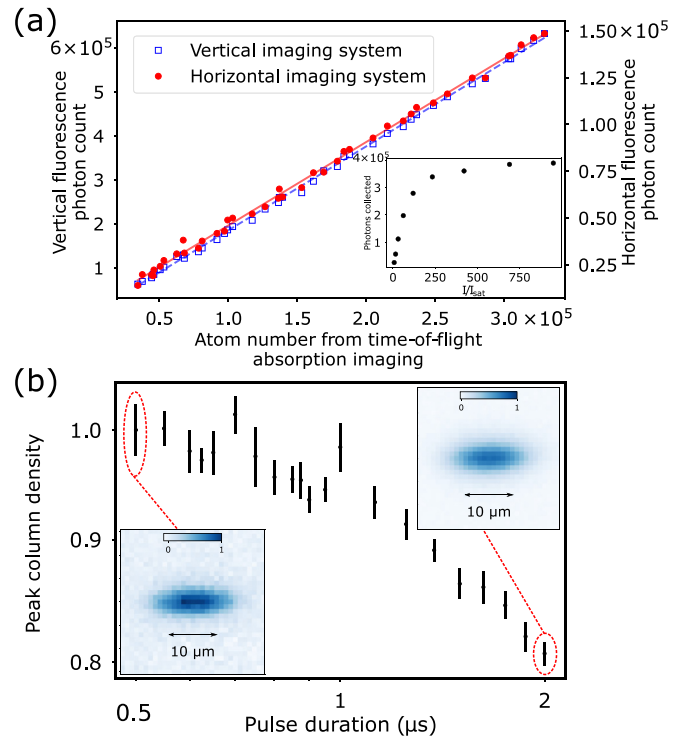 (a)
6×10⁵
5
4
3
2
1
Vertical fluorescence
photon count
Vertical imaging system
Horizontal imaging system
1.50×10⁵
1.25
1.00
0.75
0.50
0.25
Horizontal fluorescence
photon count
4×10⁵
3
2
1
Photons collected
0
250
500
750
I/I_sat
0.5
1.0
1.5
2.0
2.5
3.0 ×10⁵
Atom number from time-of-flight
absorption imaging
(b)
1.0
0.9
0.8
Peak column density
0
1
10 μm
0
1
10 μm
0.5
1
2
Pulse duration (μs)